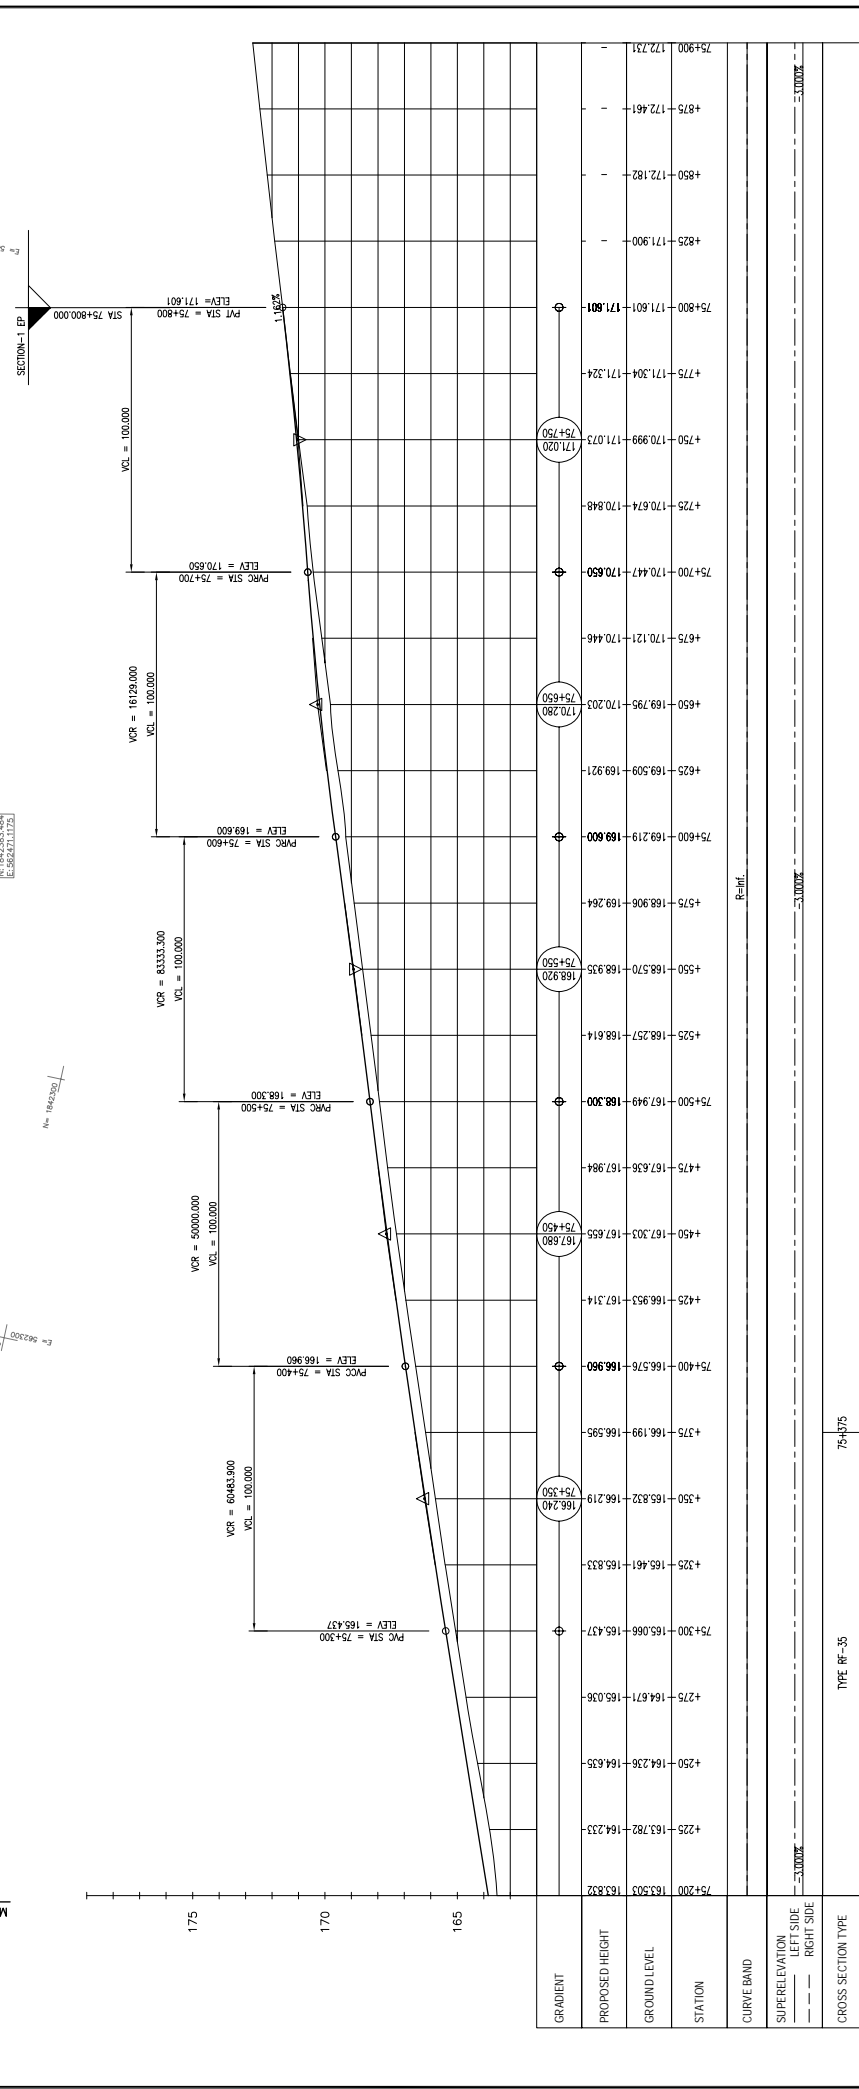 SECTION-1 EP
STA 75+800.000
PVT STA = 75+800
ELEV= 171.601
1.162%
VCL = 100.000
PVRC STA = 75+700
ELEV = 170.650
VCR = 16129.000
VCL = 100.000
PVRC STA = 75+600
ELEV = 169.600
VCR = 83333.300
VCL = 100.000
PVRC STA = 75+500
ELEV = 168.300
VCR = 50000.000
VCL = 100.000
PVCC STA = 75+400
ELEV = 166.960
VCR = 60483.900
VCL = 100.000
PVC STA = 75+300
ELEV = 165.437
E:562471.1175
N= 1842300
E= 562300
M
175
170
165
GRADIENT
166.240 75+350
167.680 75+450
168.920 75+550
170.280 75+650
171.020 75+750
PROPOSED HEIGHT
163.832 164.233 164.635 165.036 165.437 165.833 166.219 166.595 166.960 167.314 167.655 167.984 168.300 168.614 168.935 169.264 169.600 169.921 170.203 170.446 170.650 170.848 171.073 171.324 171.601 - - - -
GROUND LEVEL
163.503 163.782 164.236 164.671 165.066 165.461 165.832 166.199 166.576 166.953 167.303 167.636 167.949 168.257 168.570 168.906 169.219 169.509 169.795 170.121 170.447 170.674 170.999 171.304 171.601 171.900 172.182 172.461 172.731
STATION
75+200 +225 +250 +275 75+300 +325 +350 +375 75+400 +425 +450 +475 75+500 +525 +550 +575 75+600 +625 +650 +675 75+700 +725 +750 +775 75+800 +825 +850 +875 75+900
CURVE BAND
R=Inf.
SUPERELEVATION
LEFT SIDE
RIGHT SIDE
-3.000% -3.000% -3.000%
CROSS SECTION TYPE
TYPE RF-35 75+375